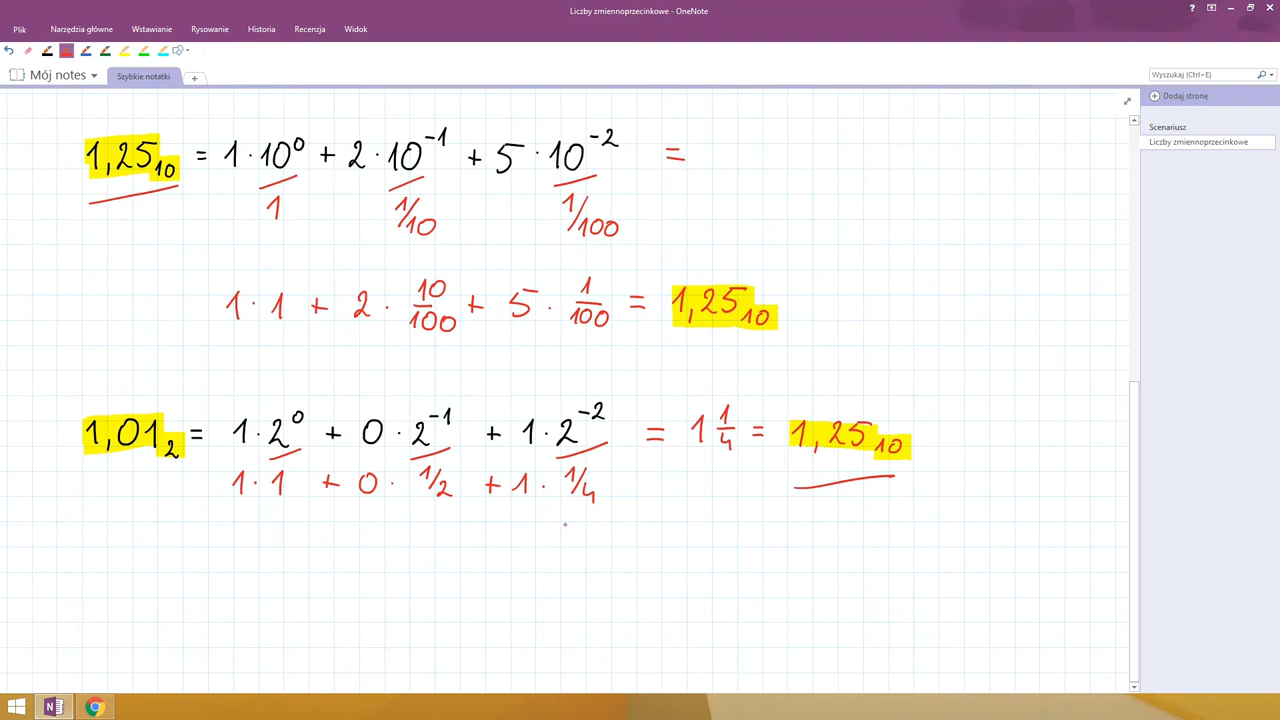 Liczby zmiennoprzecinkowe - OneNote
Plik Narzędzia główne Wstawianie Rysowanie Historia Recenzja Widok
Mój notes Szybkie notatki
Wyszukaj (Ctrl+E)
Dodaj stronę
Scenariusz
Liczby zmiennoprzecinkowe
1,25₁₀ = 1·10⁰ + 2·10⁻¹ + 5·10⁻² =
1 1/10 1/100
1·1 + 2·10/100 + 5·1/100 = 1,25₁₀
1,01₂ = 1·2⁰ + 0·2⁻¹ + 1·2⁻² = 1 1/4 = 1,25₁₀
1·1 + 0·1/2 + 1·1/4